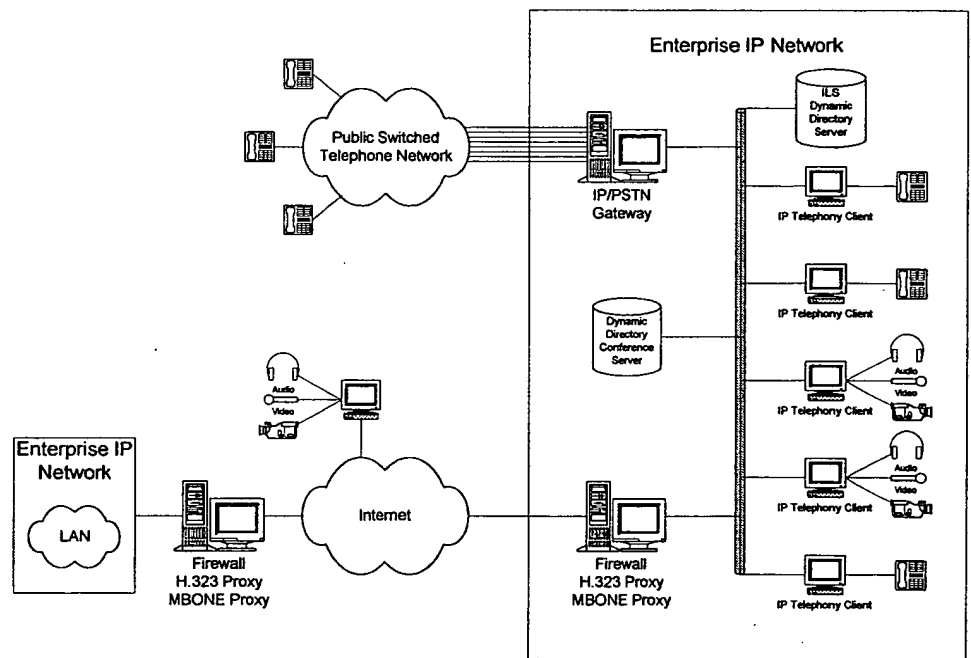 Enterprise IP Network
ILS
Dynamic
Directory
Server
Public Switched
Telephone Network
IP/PSTN
Gateway
IP Telephony Client
IP Telephony Client
Dynamic
Directory
Conference
Server
Audio
Video
IP Telephony Client
Audio
Video
IP Telephony Client
Audio
Video
IP Telephony Client
Enterprise IP
Network
LAN
Firewall
H.323 Proxy
MBONE Proxy
Internet
Firewall
H.323 Proxy
MBONE Proxy